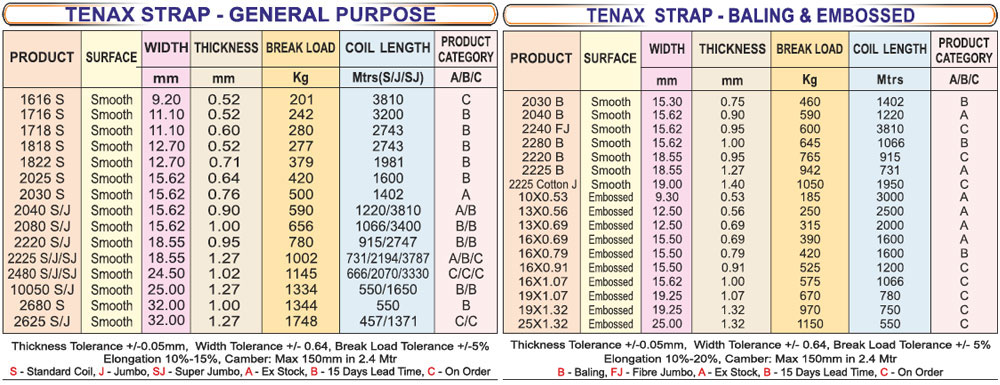 TENAX STRAP - GENERAL PURPOSE
PRODUCT SURFACE WIDTH THICKNESS BREAK LOAD COIL LENGTH PRODUCT CATEGORY
mm mm Kg Mtrs(S/J/SJ) A/B/C
1616 S Smooth 9.20 0.52 201 3810 C
1716 S Smooth 11.10 0.52 242 3200 B
1718 S Smooth 11.10 0.60 280 2743 B
1818 S Smooth 12.70 0.52 277 2743 B
1822 S Smooth 12.70 0.71 379 1981 B
2025 S Smooth 15.62 0.64 420 1600 B
2030 S Smooth 15.62 0.76 500 1402 A
2040 S/J Smooth 15.62 0.90 590 1220/3810 A/B
2080 S/J Smooth 15.62 1.00 656 1066/3400 B/B
2220 S/J Smooth 18.55 0.95 780 915/2747 B/B
2225 S/J/SJ Smooth 18.55 1.27 1002 731/2194/3787 A/B/C
2480 S/J/SJ Smooth 24.50 1.02 1145 666/2070/3330 C/C/C
10050 S/J Smooth 25.00 1.27 1334 550/1650 B/B
2680 S Smooth 32.00 1.00 1344 550 B
2625 S/J Smooth 32.00 1.27 1748 457/1371 C/C
Thickness Tolerance +/-0.05mm, Width Tolerance +/- 0.64, Break Load Tolerance +/-5%
Elongation 10%-15%, Camber: Max 150mm in 2.4 Mtr
S - Standard Coil, J - Jumbo, SJ - Super Jumbo, A - Ex Stock, B - 15 Days Lead Time, C - On Order
TENAX STRAP - BALING & EMBOSSED
PRODUCT SURFACE WIDTH THICKNESS BREAK LOAD COIL LENGTH PRODUCT CATEGORY
mm mm Kg Mtrs A/B/C
2030 B Smooth 15.30 0.75 460 1402 B
2040 B Smooth 15.62 0.90 590 1220 A
2240 FJ Smooth 15.62 0.95 600 3810 C
2280 B Smooth 15.62 1.00 645 1066 B
2220 B Smooth 18.55 0.95 765 915 C
2225 B Smooth 18.55 1.27 942 731 A
2225 Cotton J Smooth 19.00 1.40 1050 1950 C
10X0.53 Embossed 9.30 0.53 185 3000 A
13X0.56 Embossed 12.50 0.56 250 2500 A
13X0.69 Embossed 12.50 0.69 315 2000 A
16X0.69 Embossed 15.50 0.69 390 1600 A
16X0.79 Embossed 15.50 0.79 420 1600 B
16X0.91 Embossed 15.50 0.91 525 1200 C
16X1.07 Embossed 15.62 1.00 575 1066 C
19X1.07 Embossed 19.25 1.07 670 780 C
19X1.32 Embossed 19.25 1.32 970 750 C
25X1.32 Embossed 25.00 1.32 1150 550 C
Thickness Tolerance +/-0.05mm, Width Tolerance +/- 0.64, Break Load Tolerance +/- 5%
Elongation 10%-20%, Camber: Max 150mm in 2.4 Mtr
B - Baling, FJ - Fibre Jumbo, A - Ex Stock, B - 15 Days Lead Time, C - On Order